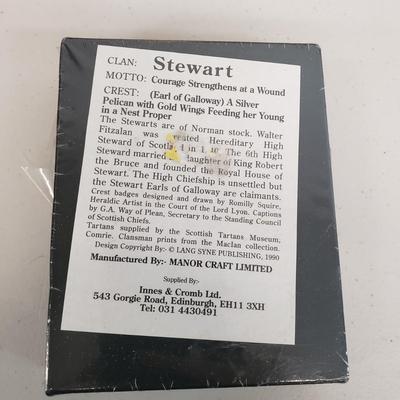 CLAN: Stewart
MOTTO: Courage Strengthens at a Wound
CREST: (Earl of Galloway) A Silver
Pelican with Gold Wings Feeding her Young
in a Nest Proper
The Stewarts are of Norman stock. Walter
Fitzalan was created Hereditary High
Steward of in The 6th High
Steward married daughter of King Robert
the Bruce and founded the Royal House of
Stewart. The High Chiefship is unsettled but
the Stewart Earls of Galloway are claimants.
Crest badges designed and drawn by Romilly Squire,
Heraldic Artist in the Court of the Lord Lyon. Captions
by G.A. Way of Plean, Secretary to the Standing Council
of Scottish Chiefs.
Tartans supplied by the Scottish Tartans Museum,
Comrie. Clansman prints from the Maclan collection.
Design Copyright By:- © LANG SYNE PUBLISHING, 1990
Manufactured By:- MANOR CRAFT LIMITED
Supplied By:-
Innes & Cromb Ltd.
543 Gorgie Road, Edinburgh, EH11 3XH
Tel: 031 4430491